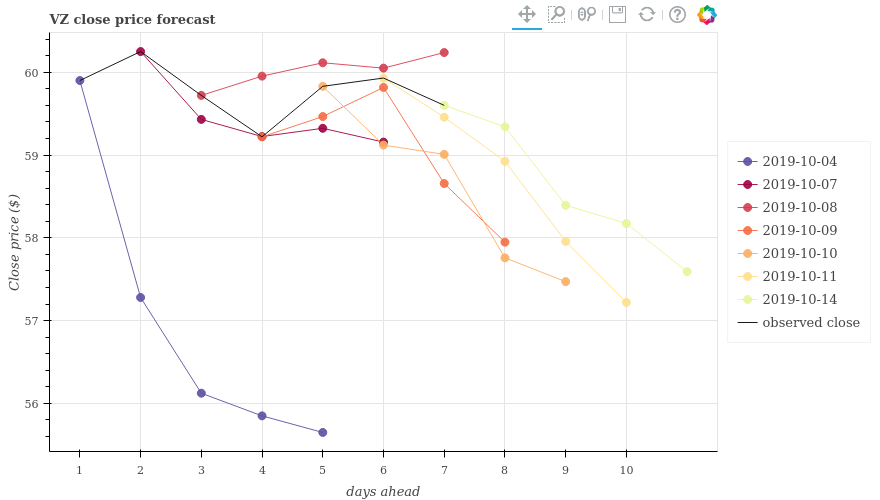 VZ close price forecast
60
59
58
57
56
Close price ($)
1 2 3 4 5 6 7 8 9 10
days ahead
2019-10-04
2019-10-07
2019-10-08
2019-10-09
2019-10-10
2019-10-11
2019-10-14
observed close